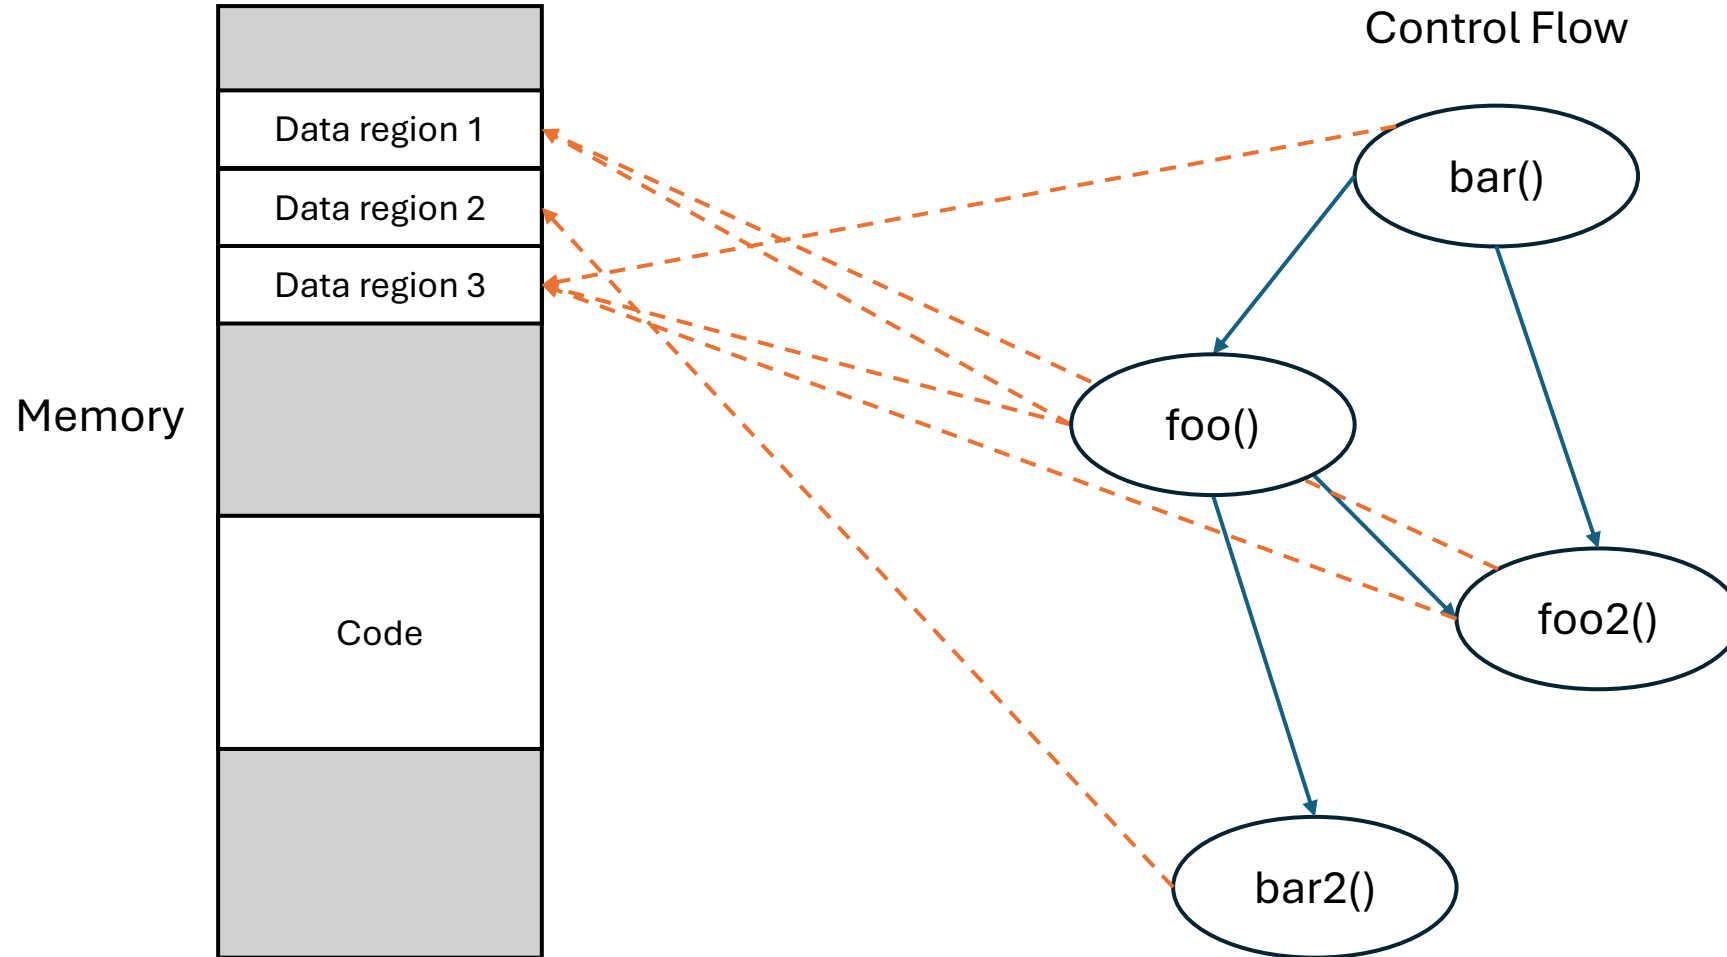 Control Flow
Data region 1
Data region 2
Data region 3
Memory
Code
bar()
foo()
foo2()
bar2()